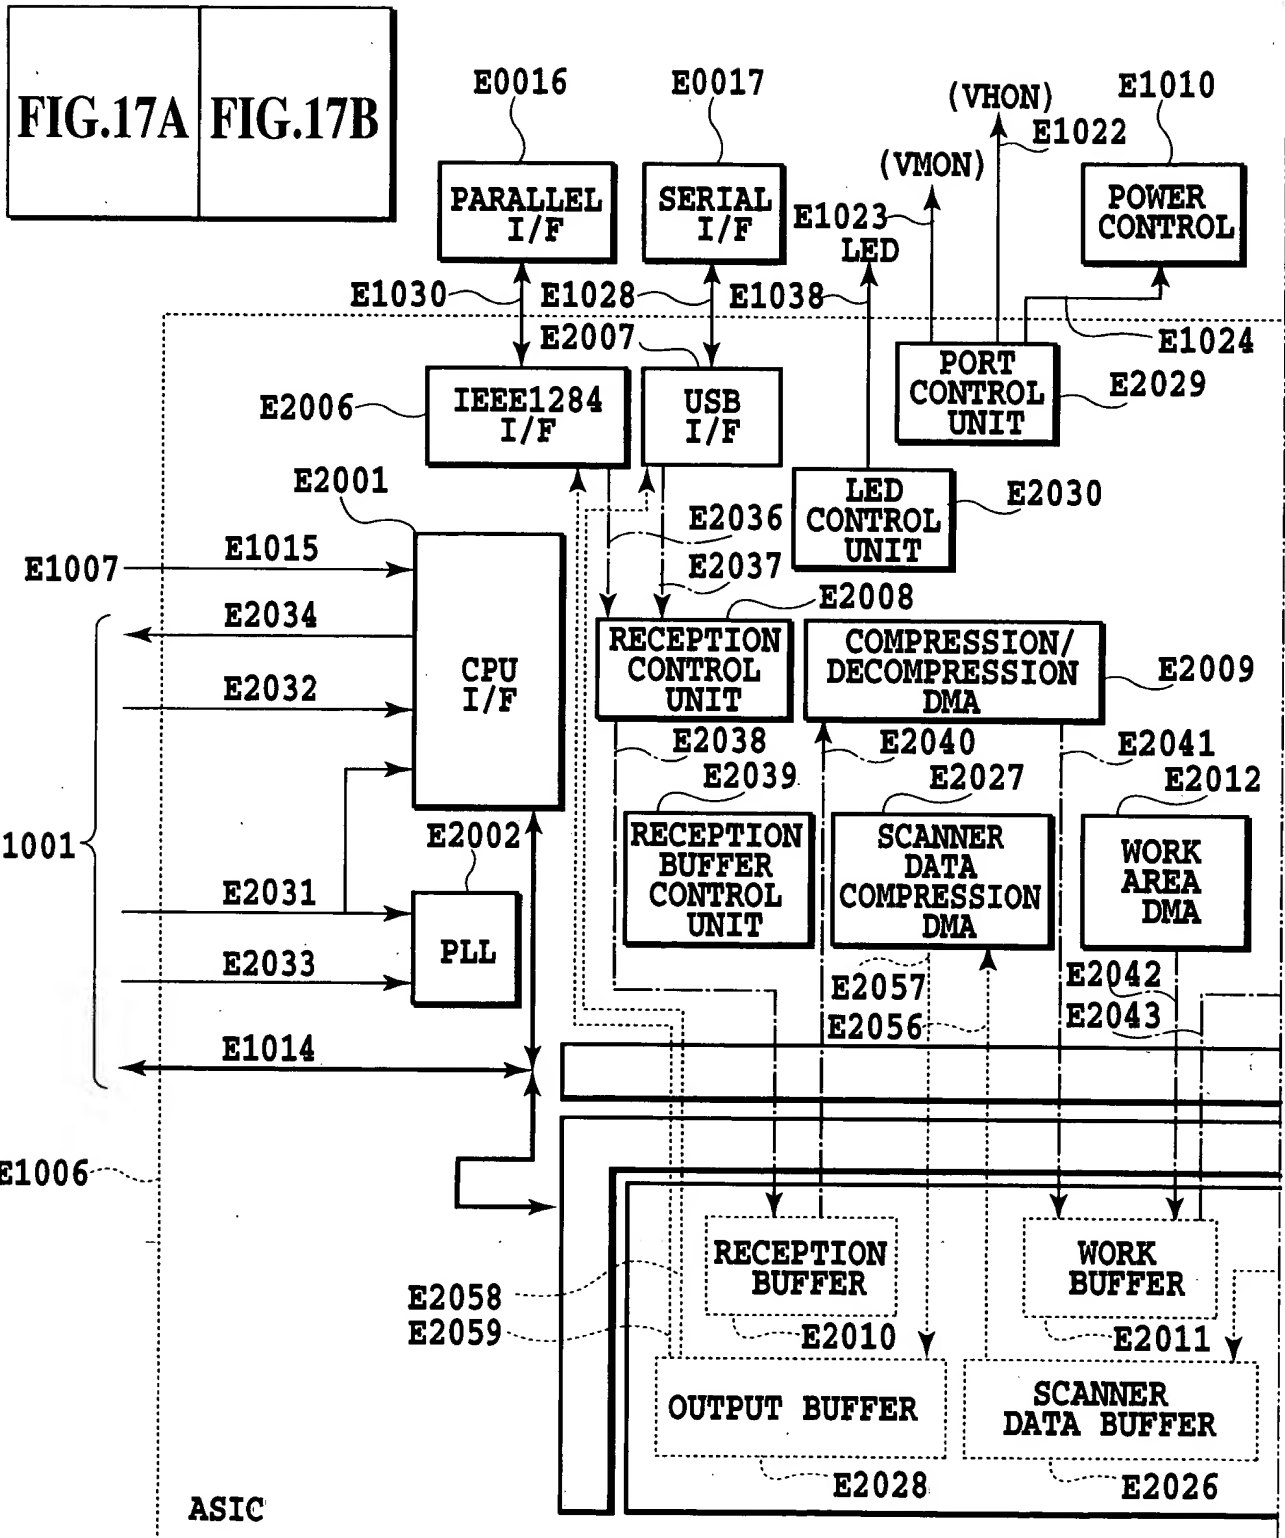 FIG.17A
FIG.17B
E0016
E0017
(VHON)
E1010
E1022
(VMON)
PARALLEL
I/F
SERIAL
I/F
POWER
CONTROL
E1023
LED
E1030
E1028
E1038
E2007
E1024
PORT
CONTROL
UNIT
E2029
E2006
IEEE1284
I/F
USB
I/F
E2001
LED
CONTROL
UNIT
E2030
E2036
E1015
E1007
E2037
E2034
E2008
CPU
I/F
RECEPTION
CONTROL
UNIT
COMPRESSION/
DECOMPRESSION
DMA
E2009
E2032
E2038
E2040
E2041
E2039
E2027
E2012
1001
E2002
RECEPTION
BUFFER
CONTROL
UNIT
SCANNER
DATA
COMPRESSION
DMA
WORK
AREA
DMA
E2031
PLL
E2033
E2057
E2042
E2056
E2043
E1014
E1006
RECEPTION
BUFFER
WORK
BUFFER
E2058
E2059
E2010
E2011
OUTPUT BUFFER
SCANNER
DATA BUFFER
E2028
E2026
ASIC